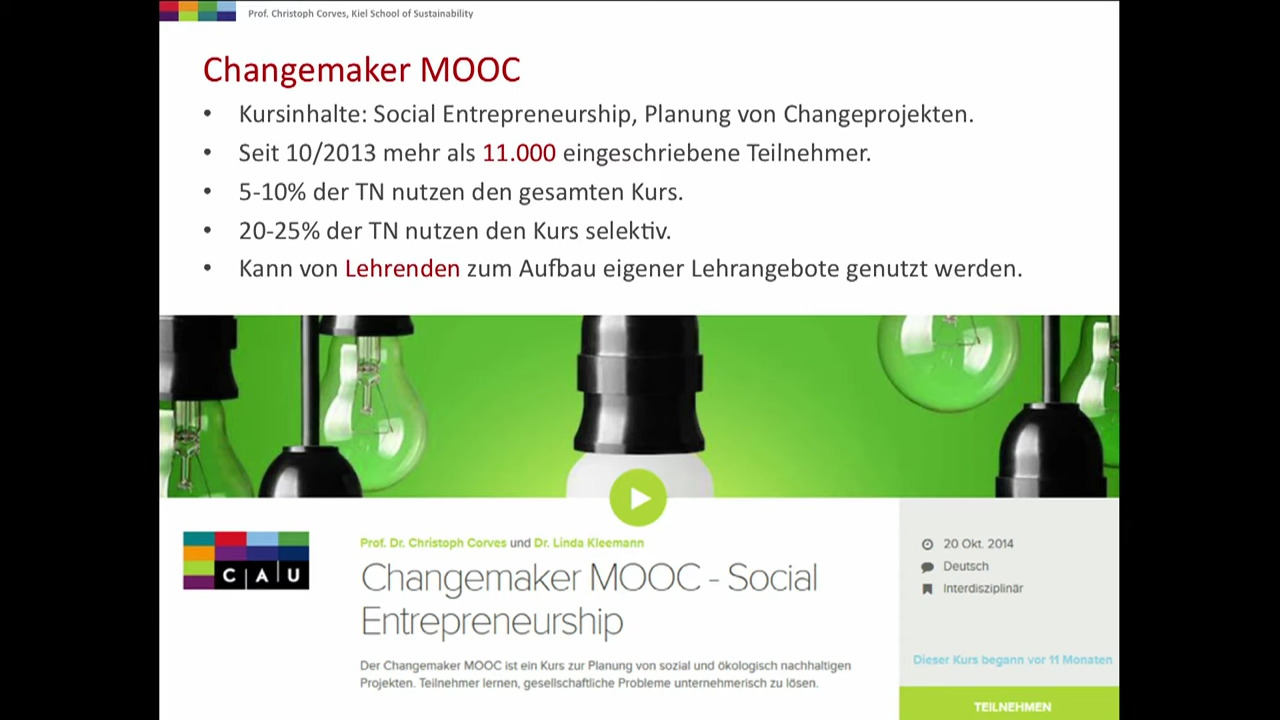 Prof. Christoph Corves, Kiel School of Sustainability
Changemaker MOOC
• Kursinhalte: Social Entrepreneurship, Planung von Changeprojekten.
• Seit 10/2013 mehr als 11.000 eingeschriebene Teilnehmer.
• 5-10% der TN nutzen den gesamten Kurs.
• 20-25% der TN nutzen den Kurs selektiv.
• Kann von Lehrenden zum Aufbau eigener Lehrangebote genutzt werden.
C|A|U
Prof. Dr. Christoph Corves und Dr. Linda Kleemann
Changemaker MOOC - Social
Entrepreneurship
Der Changemaker MOOC ist ein Kurs zur Planung von sozial und ökologisch nachhaltigen
Projekten. Teilnehmer lernen, gesellschaftliche Probleme unternehmerisch zu lösen.
20 Okt. 2014
Deutsch
Interdisziplinär
Dieser Kurs begann vor 11 Monaten
TEILNEHMEN